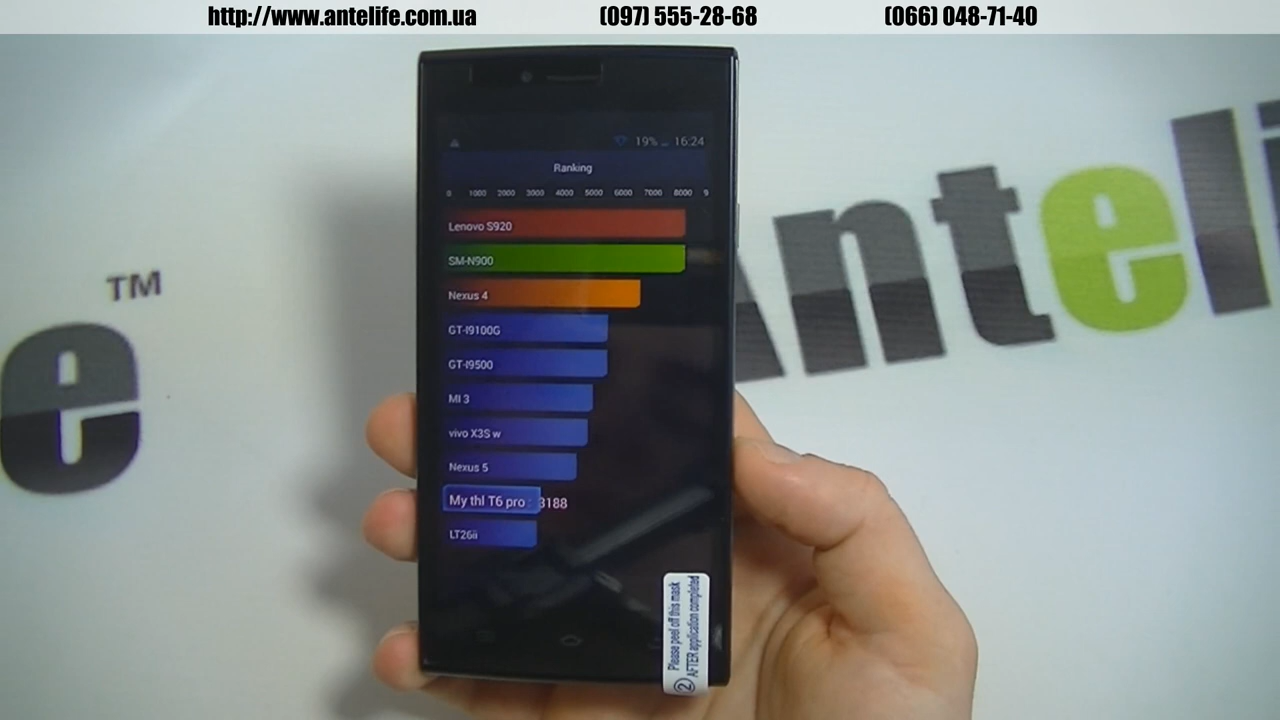 http://www.antelife.com.ua (097) 555-28-68 (066) 048-71-40
19% 16:24
Ranking
0 1000 2000 3000 4000 5000 6000 7000 8000 9
Lenovo S920
SM-N900
Nexus 4
GT-I9100G
GT-I9500
MI 3
vivo X3S w
Nexus 5
My thl T6 pro : 3188
LT26ii
② Please peel off this mask
AFTER application completed
e™
Anteli